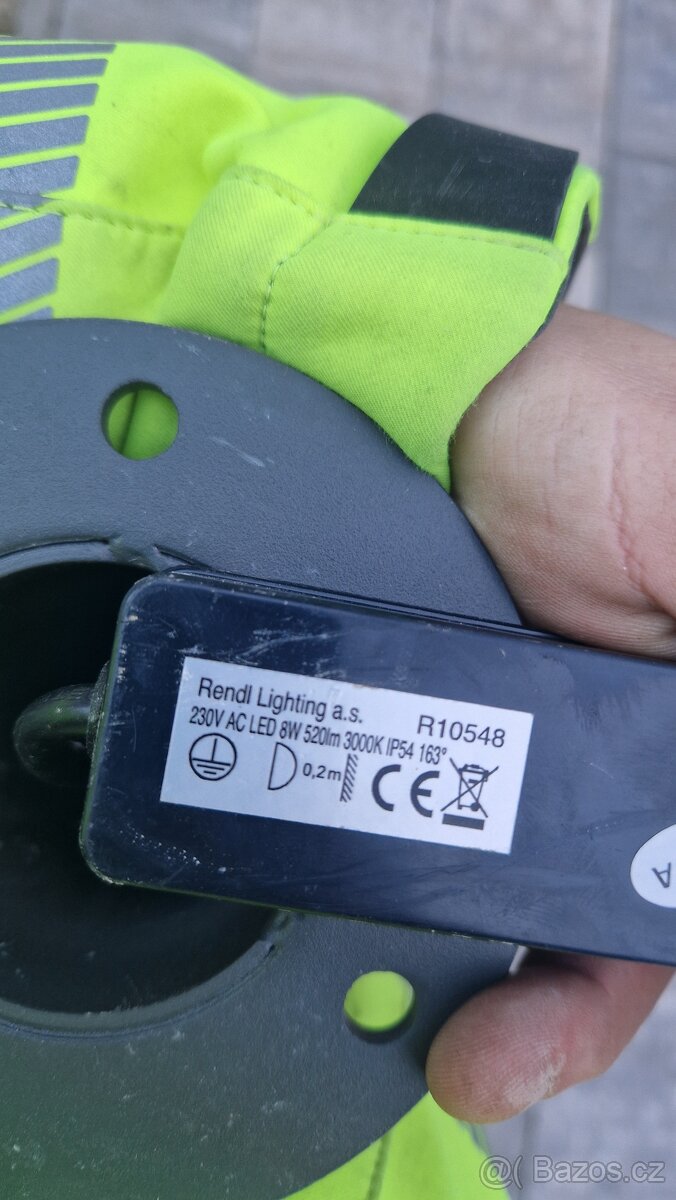 Rendl Lighting a.s. R10548
230V AC LED 8W 520lm 3000K IP54 163°
0,2m CE
A
@( Bazos.cz